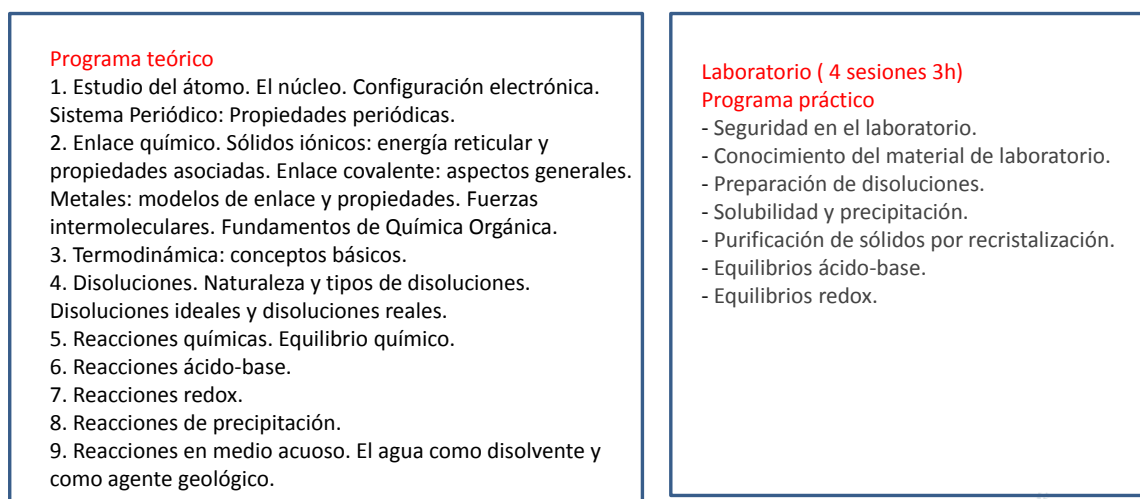 Programa teórico
1. Estudio del átomo. El núcleo. Configuración electrónica.
Sistema Periódico: Propiedades periódicas.
2. Enlace químico. Sólidos iónicos: energía reticular y
propiedades asociadas. Enlace covalente: aspectos generales.
Metales: modelos de enlace y propiedades. Fuerzas
intermoleculares. Fundamentos de Química Orgánica.
3. Termodinámica: conceptos básicos.
4. Disoluciones. Naturaleza y tipos de disoluciones.
Disoluciones ideales y disoluciones reales.
5. Reacciones químicas. Equilibrio químico.
6. Reacciones ácido-base.
7. Reacciones redox.
8. Reacciones de precipitación.
9. Reacciones en medio acuoso. El agua como disolvente y
como agente geológico.
Laboratorio ( 4 sesiones 3h)
Programa práctico
- Seguridad en el laboratorio.
- Conocimiento del material de laboratorio.
- Preparación de disoluciones.
- Solubilidad y precipitación.
- Purificación de sólidos por recristalización.
- Equilibrios ácido-base.
- Equilibrios redox.